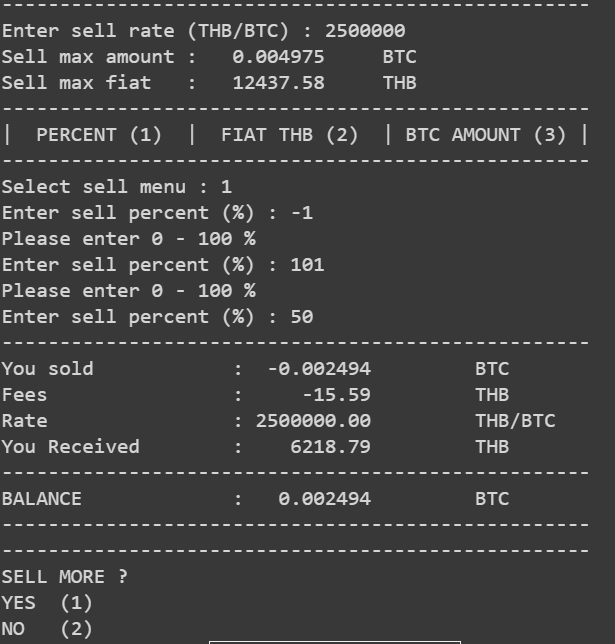 --------------------------------------------------
Enter sell rate (THB/BTC) : 2500000
Sell max amount :   0.004975     BTC
Sell max fiat   :   12437.58     THB
---------------------------------------------------
|  PERCENT (1)  |  FIAT THB (2)  | BTC AMOUNT (3) |
---------------------------------------------------
Select sell menu : 1
Enter sell percent (%) : -1
Please enter 0 - 100 %
Enter sell percent (%) : 101
Please enter 0 - 100 %
Enter sell percent (%) : 50
---------------------------------------------------
You sold            :  -0.002494         BTC
Fees                :     -15.59         THB
Rate                : 2500000.00         THB/BTC
You Received        :    6218.79         THB
---------------------------------------------------
BALANCE             :   0.002494         BTC
---------------------------------------------------
---------------------------------------------------
SELL MORE ?
YES  (1)
NO   (2)